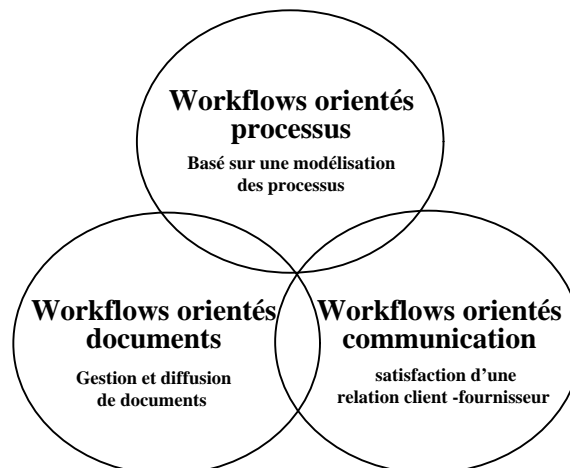 Workflows orientés
processus
Basé sur une modélisation
des processus
Workflows orientés
documents
Gestion et diffusion
de documents
Workflows orientés
communication
satisfaction d'une
relation client -fournisseur